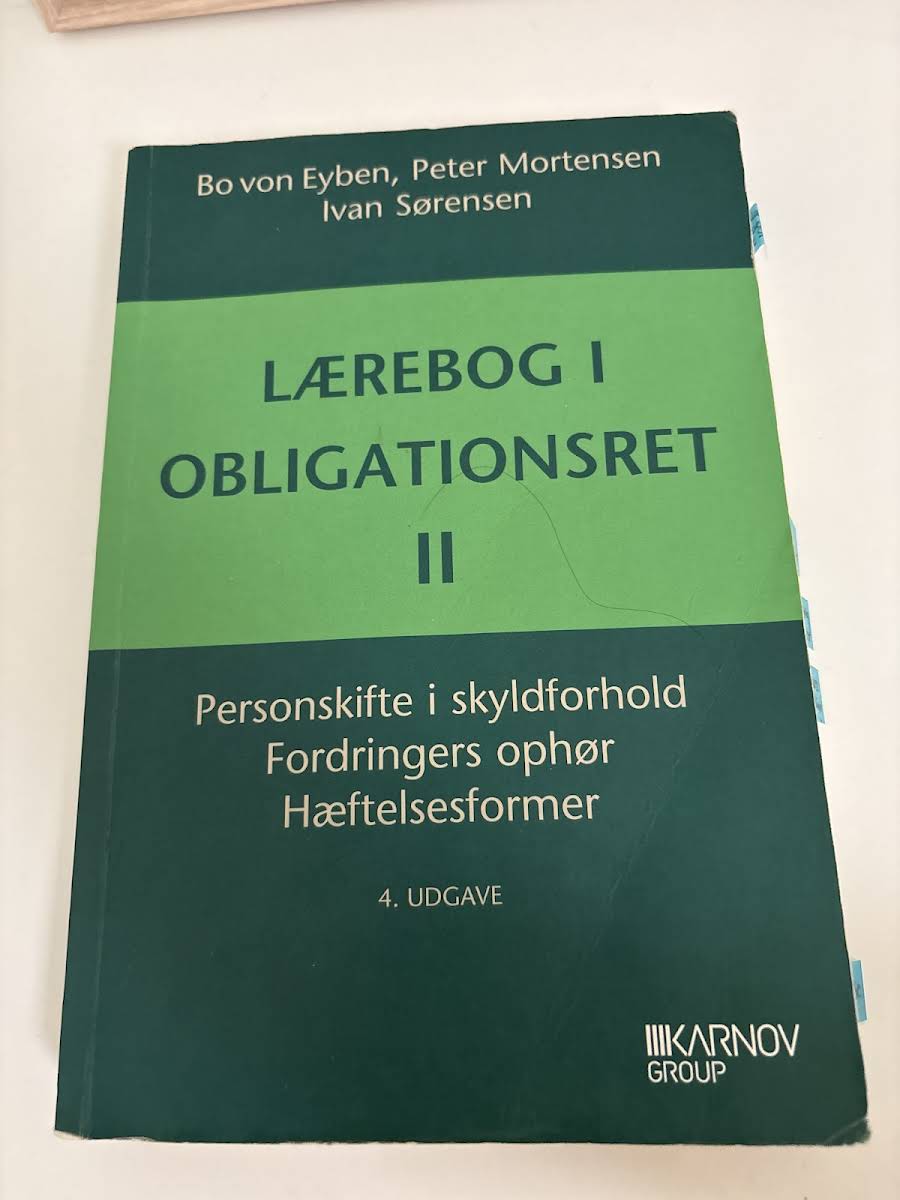 Bo von Eyben, Peter Mortensen
Ivan Sørensen
LÆREBOG I
OBLIGATIONSRET
II
Personskifte i skyldforhold
Fordringers ophør
Hæftelsesformer
4. UDGAVE
KARNOV
GROUP